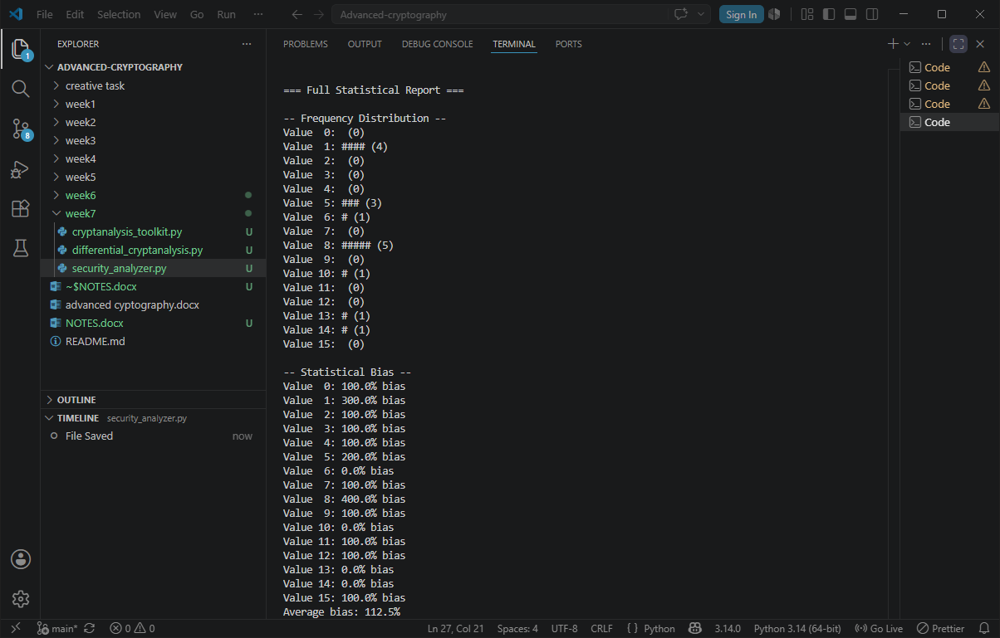 File Edit Selection View Go Run ··· Advanced-cryptography Sign In
EXPLORER ···
ADVANCED-CRYPTOGRAPHY
creative task
week1
week2
week3
week4
week5
week6
week7
cryptanalysis_toolkit.py U
differential_cryptanalysis.py U
security_analyzer.py U
~$NOTES.docx U
advanced cyptography.docx
NOTES.docx U
README.md
OUTLINE
TIMELINE security_analyzer.py
File Saved now
1
8
PROBLEMS OUTPUT DEBUG CONSOLE TERMINAL PORTS
=== Full Statistical Report ===
-- Frequency Distribution --
Value  0:  (0)
Value  1: #### (4)
Value  2:  (0)
Value  3:  (0)
Value  4:  (0)
Value  5: ### (3)
Value  6: # (1)
Value  7:  (0)
Value  8: ##### (5)
Value  9:  (0)
Value 10: # (1)
Value 11:  (0)
Value 12:  (0)
Value 13: # (1)
Value 14: # (1)
Value 15:  (0)
-- Statistical Bias --
Value  0: 100.0% bias
Value  1: 300.0% bias
Value  2: 100.0% bias
Value  3: 100.0% bias
Value  4: 100.0% bias
Value  5: 200.0% bias
Value  6: 0.0% bias
Value  7: 100.0% bias
Value  8: 400.0% bias
Value  9: 100.0% bias
Value 10: 0.0% bias
Value 11: 100.0% bias
Value 12: 100.0% bias
Value 13: 0.0% bias
Value 14: 0.0% bias
Value 15: 100.0% bias
Average bias: 112.5%
Code
Code
Code
Code
main* 0 0 Ln 27, Col 21 Spaces: 4 UTF-8 CRLF { } Python 3.14.0 Python 3.14 (64-bit) Go Live Prettier